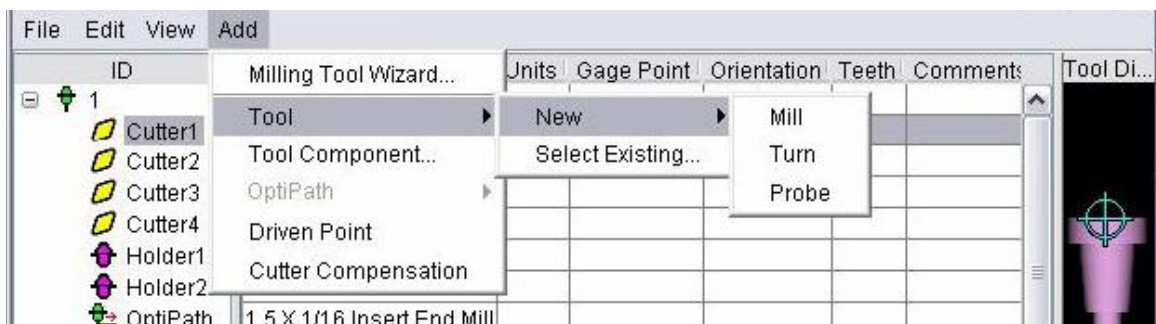 File Edit View Add
ID Units Gage Point Orientation Teeth Comments Tool Di...
1
Cutter1
Cutter2
Cutter3
Cutter4
Holder1
Holder2
OptiPath 1.5 X 1/16 Insert End Mill
Milling Tool Wizard...
Tool
Tool Component...
OptiPath
Driven Point
Cutter Compensation
New
Select Existing...
Mill
Turn
Probe